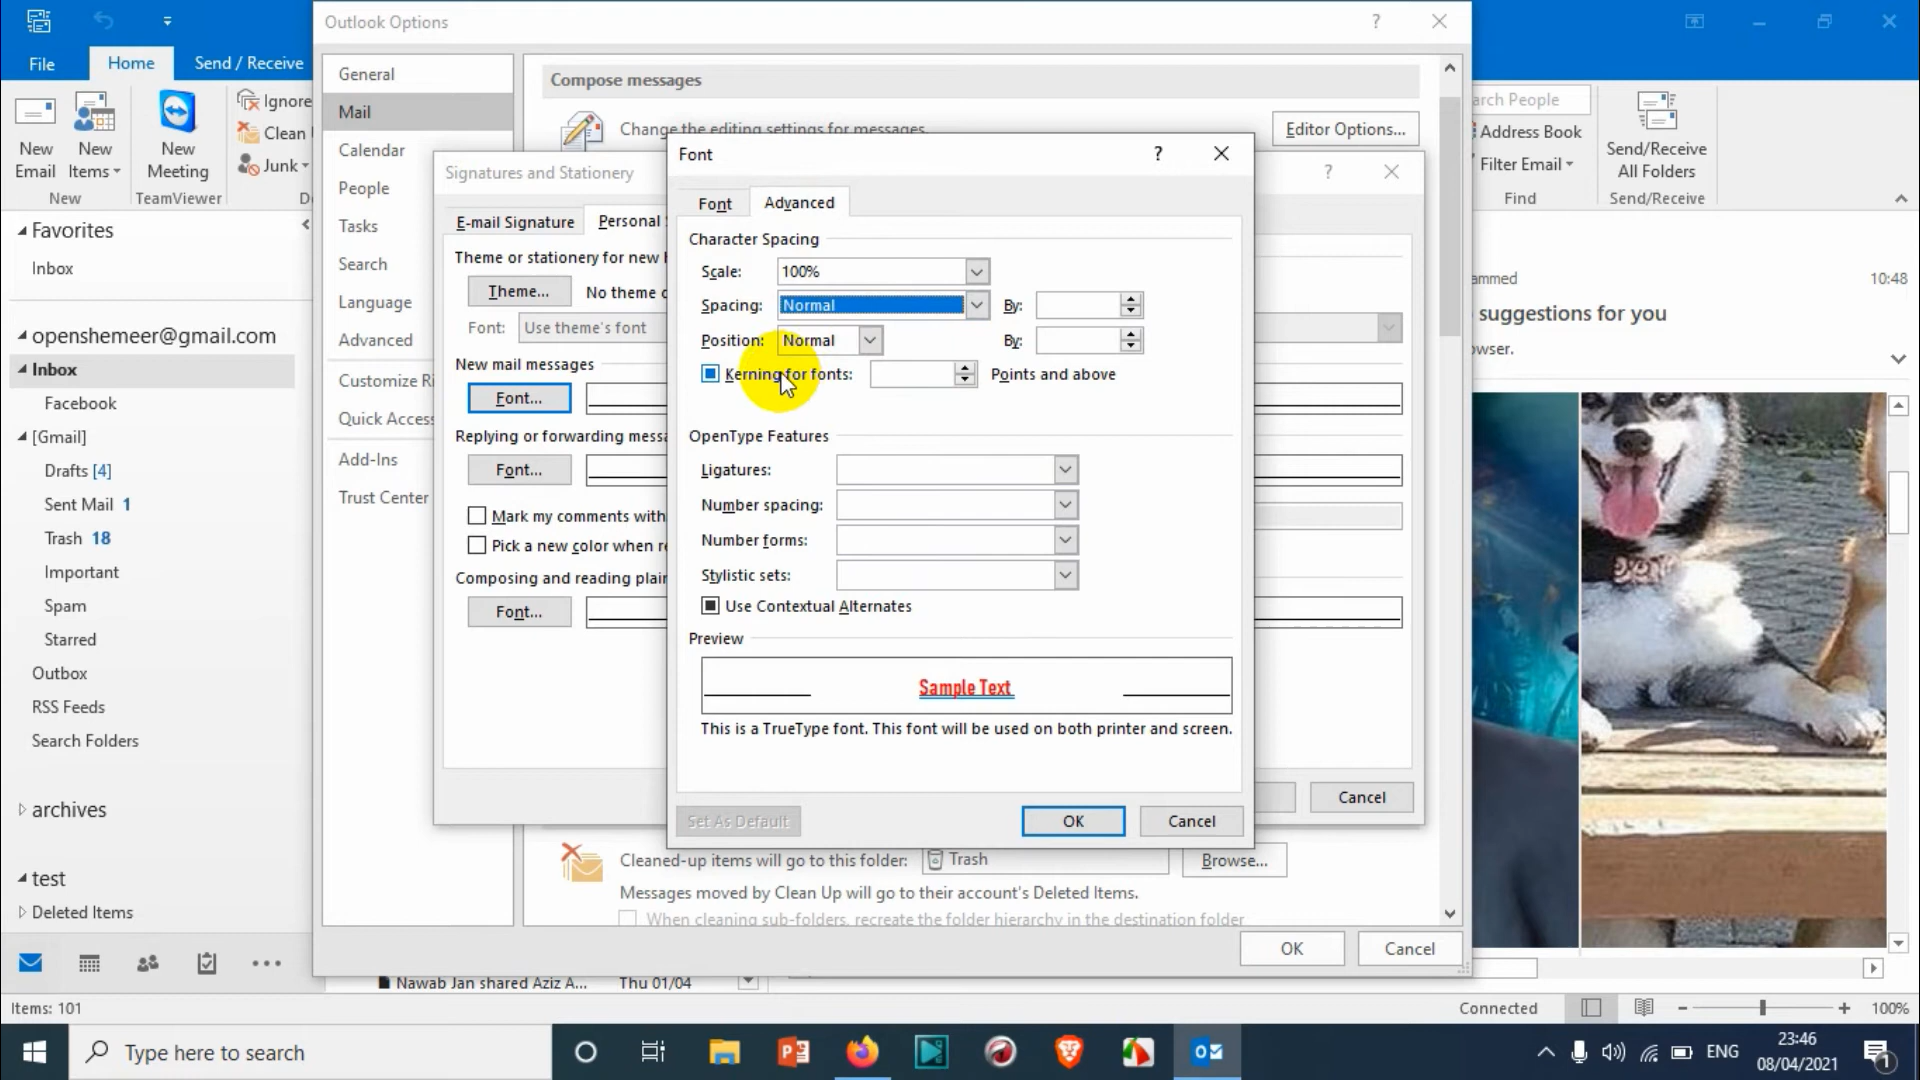 Outlook Options
File
Home
Send / Receive
New Email
New Items
New
New Meeting
TeamViewer
Ignore
Clean
Junk
Favorites
Inbox
openshemeer@gmail.com
Inbox
Facebook
[Gmail]
Drafts [4]
Sent Mail 1
Trash 18
Important
Spam
Starred
Outbox
RSS Feeds
Search Folders
archives
test
Deleted Items
Items: 101
General
Mail
Calendar
People
Tasks
Search
Language
Advanced
Customize Ri
Quick Acces
Add-Ins
Trust Center
Compose messages
Change the editing settings for messages.
Editor Options...
Signatures and Stationery
E-mail Signature
Personal
Theme or stationery for new
Theme...
No theme
Font:
Use theme's font
New mail messages
Font...
Replying or forwarding messa
Font...
Mark my comments with
Pick a new color when re
Composing and reading plain
Font...
Cancel
Font
Font
Advanced
Character Spacing
Scale: 100%
Spacing: Normal By:
Position: Normal By:
Kerning for fonts: Points and above
OpenType Features
Ligatures:
Number spacing:
Number forms:
Stylistic sets:
Use Contextual Alternates
Preview
Sample Text
This is a TrueType font. This font will be used on both printer and screen.
Set As Default
OK
Cancel
Cleaned-up items will go to this folder: Trash
Browse...
Messages moved by Clean Up will go to their account's Deleted Items.
When cleaning sub-folders, recreate the folder hierarchy in the destination folder
OK
Cancel
Nawab Jan shared Aziz A... Thu 01/04
arch People
Address Book
Filter Email
Find
Send/Receive All Folders
Send/Receive
ammed
10:48
suggestions for you
owser.
Connected
100%
Type here to search
ENG
23:46
08/04/2021
1